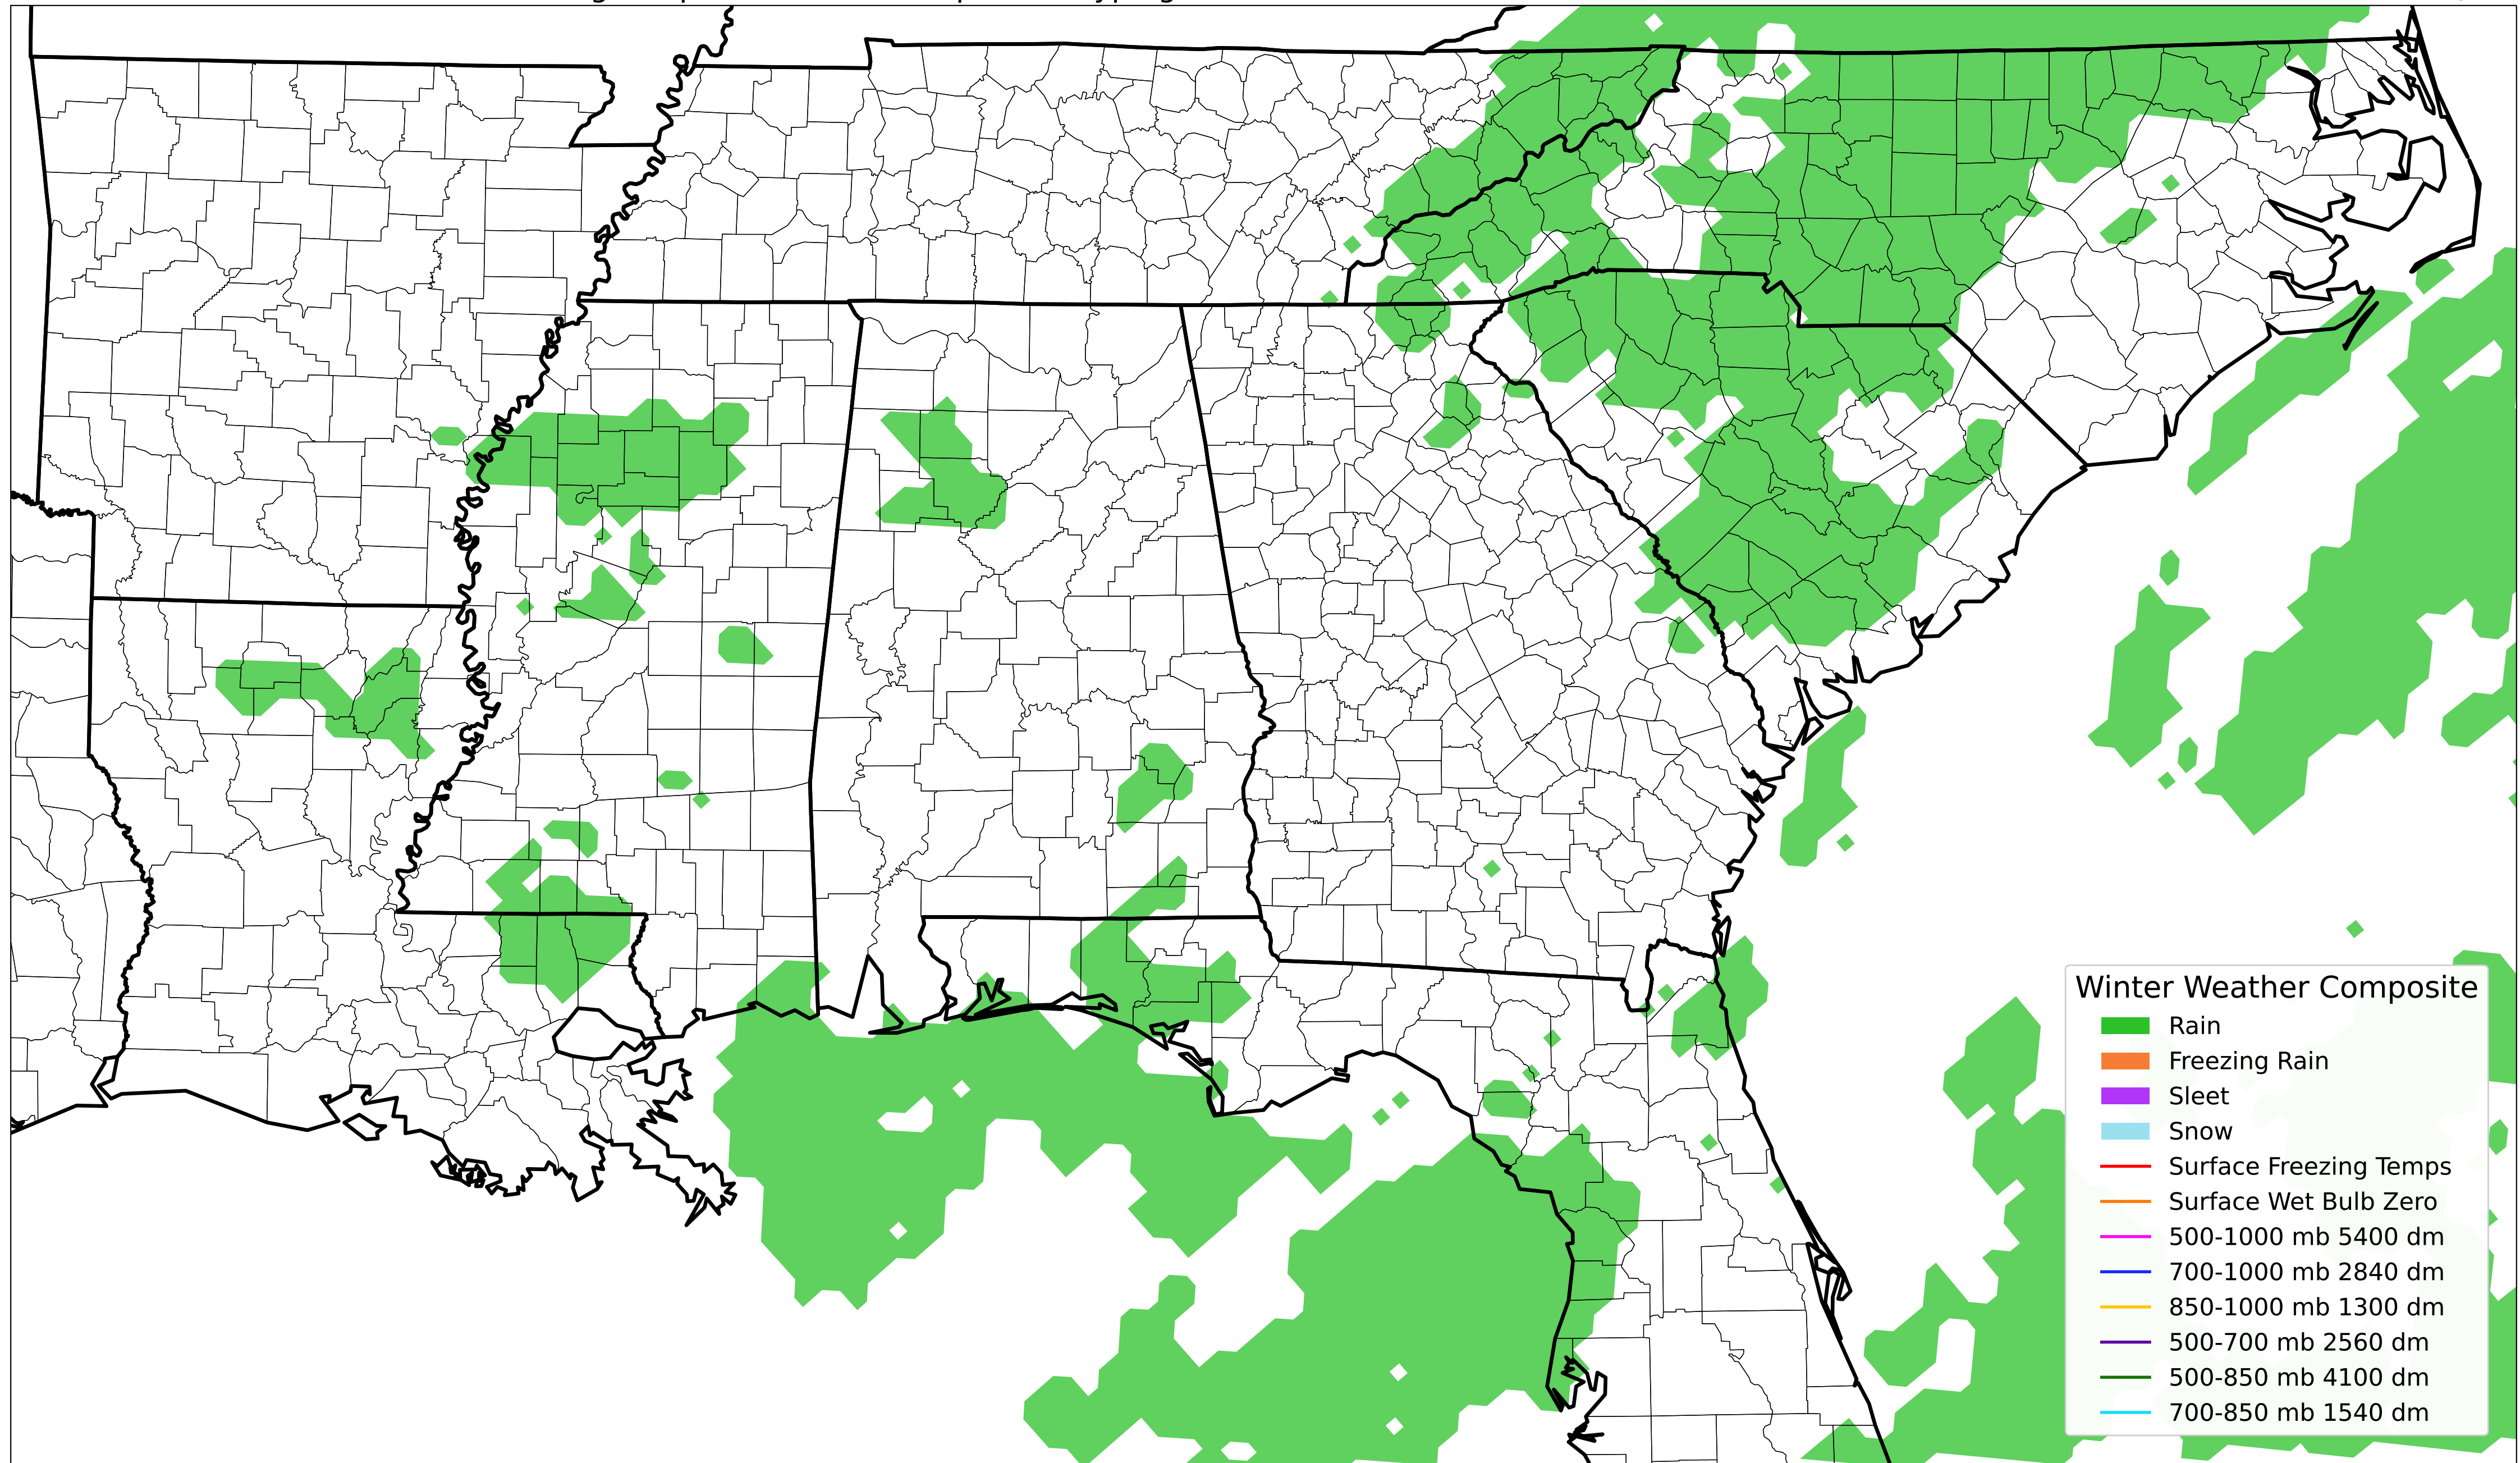 Winter Weather Composite
Rain
Freezing Rain
Sleet
Snow
Surface Freezing Temps
Surface Wet Bulb Zero
500-1000 mb 5400 dm
700-1000 mb 2840 dm
850-1000 mb 1300 dm
500-700 mb 2560 dm
500-850 mb 4100 dm
700-850 mb 1540 dm